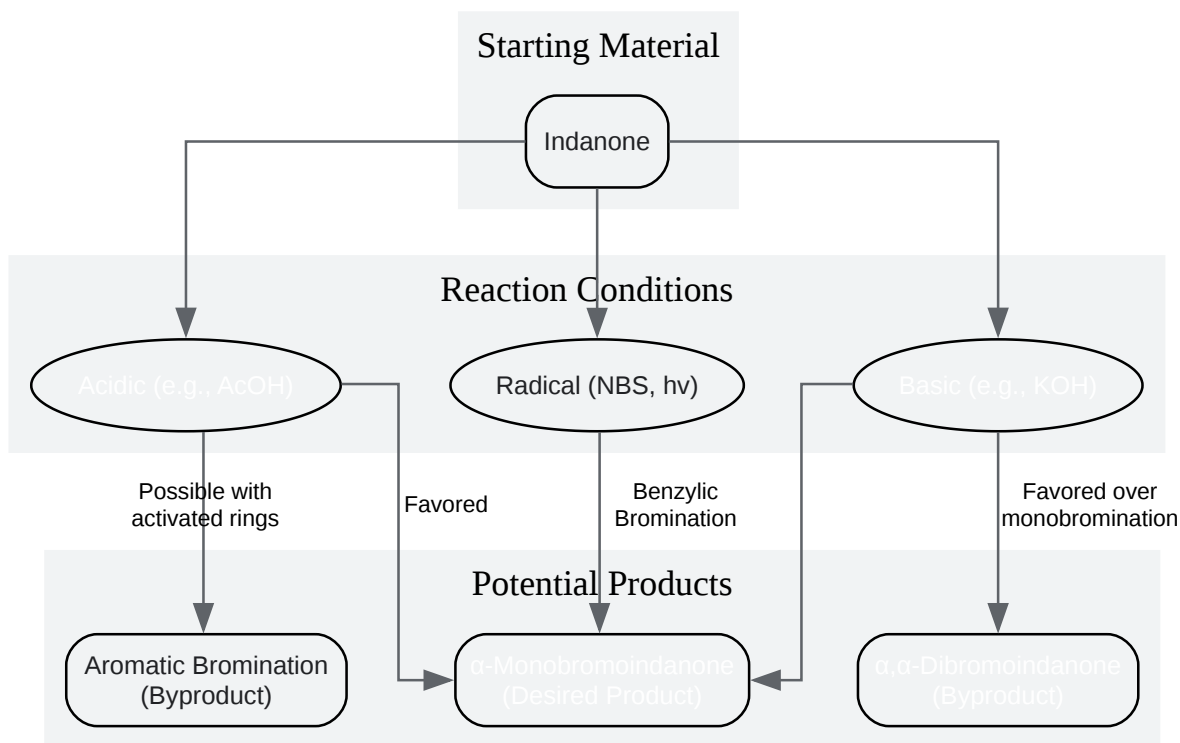 Starting Material
Indanone
Reaction Conditions
Acidic (e.g., AcOH)
Radical (NBS, hv)
Basic (e.g., KOH)
Possible with
activated rings
Favored
Benzylic
Bromination
Favored over
monobromination
Potential Products
Aromatic Bromination
(Byproduct)
α-Monobromoindanone
(Desired Product)
α,α-Dibromoindanone
(Byproduct)